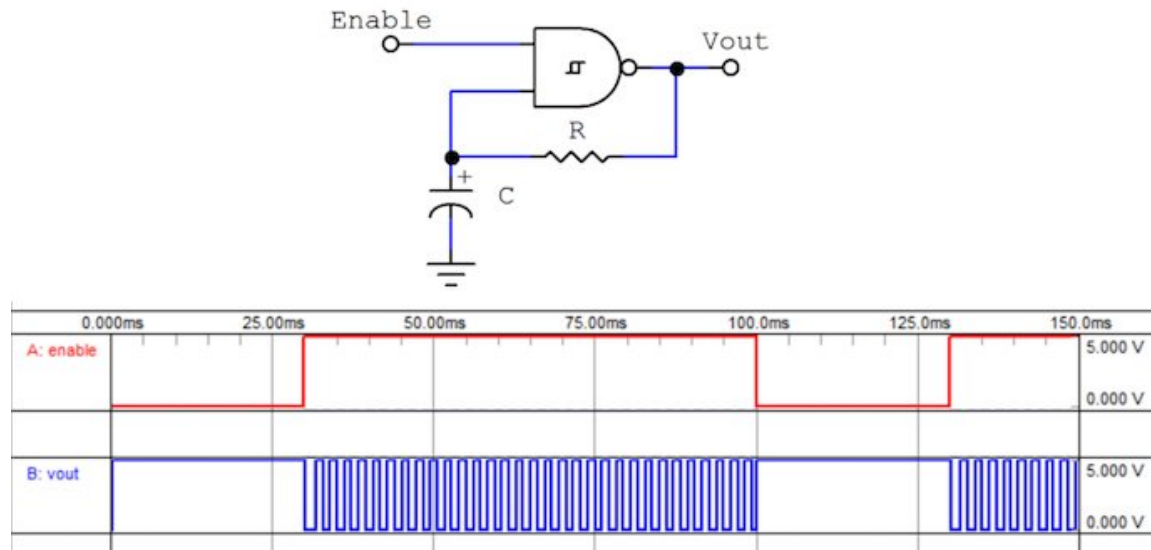 Enable
Vout
R
+
C
0.000ms 25.00ms 50.00ms 75.00ms 100.0ms 125.0ms 150.0ms
A: enable
5.000 V
0.000 V
B: vout
5.000 V
0.000 V